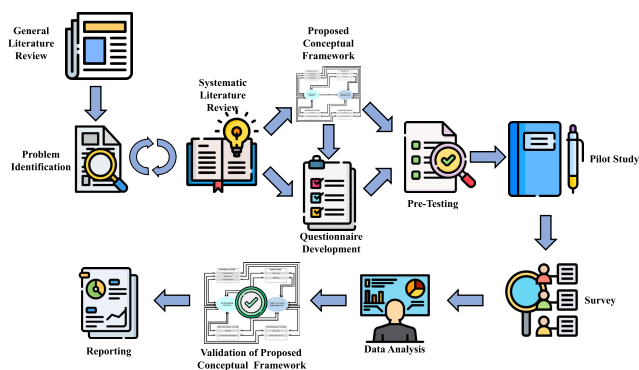 General
Literature
Review
Problem
Identification
Systematic
Literature
Review
Proposed
Conceptual
Framework
Questionnaire
Development
Pre-Testing
Pilot Study
Survey
Data Analysis
Validation of Proposed
Conceptual Framework
Reporting